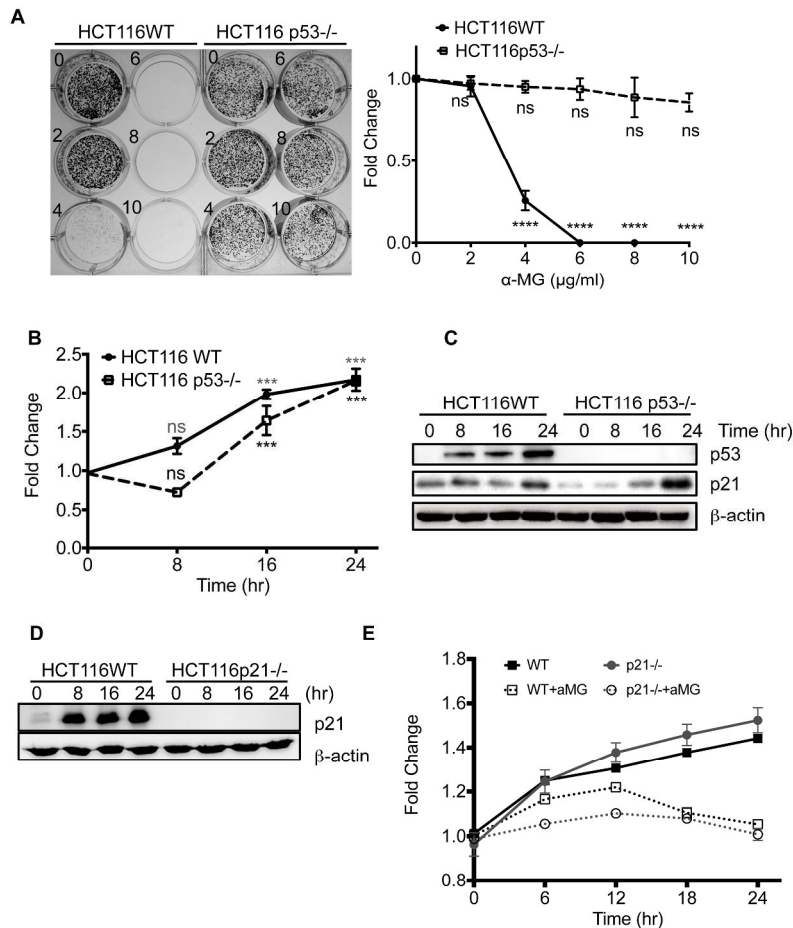 A
HCT116WT HCT116 p53-/-
0 6 0 6
2 8 2 8
4 10 4 10
HCT116WT
HCT116p53-/-
Fold Change
1.0
0.5
0.0
ns ns ns ns ns
**** **** **** ****
0 2 4 6 8 10
α-MG (µg/ml)
B
HCT116 WT
HCT116 p53-/-
Fold Change
2.5
2.0
1.5
1.0
0.5
0.0
ns *** ***
ns *** ***
0 8 16 24
Time (hr)
C
HCT116WT HCT116 p53-/-
0 8 16 24 0 8 16 24 Time (hr)
p53
p21
β-actin
D
HCT116WT HCT116p21-/-
0 8 16 24 0 8 16 24 (hr)
p21
β-actin
E
WT p21-/-
WT+aMG p21-/-+aMG
Fold Change
1.8
1.6
1.4
1.2
1.0
0.8
0 6 12 18 24
Time (hr)